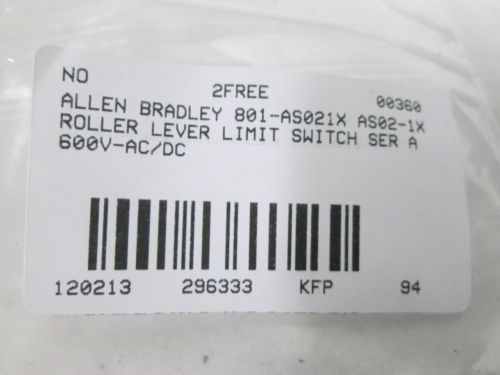 NO 2FREE 00360
ALLEN BRADLEY 801-AS021X AS02-1X
ROLLER LEVER LIMIT SWITCH SER A
600V-AC/DC
120213 296333 KFP 94